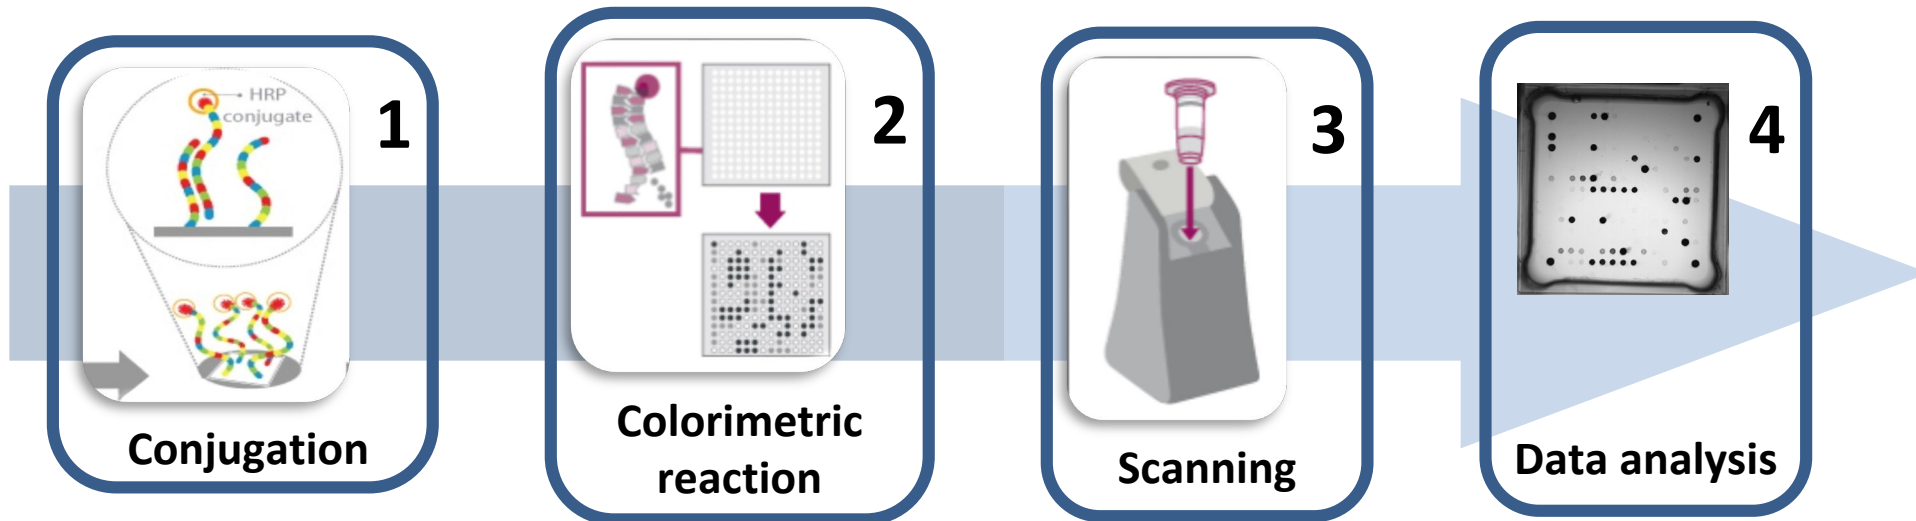 HRP
conjugate
1
Conjugation
2
Colorimetric
reaction
3
Scanning
4
Data analysis